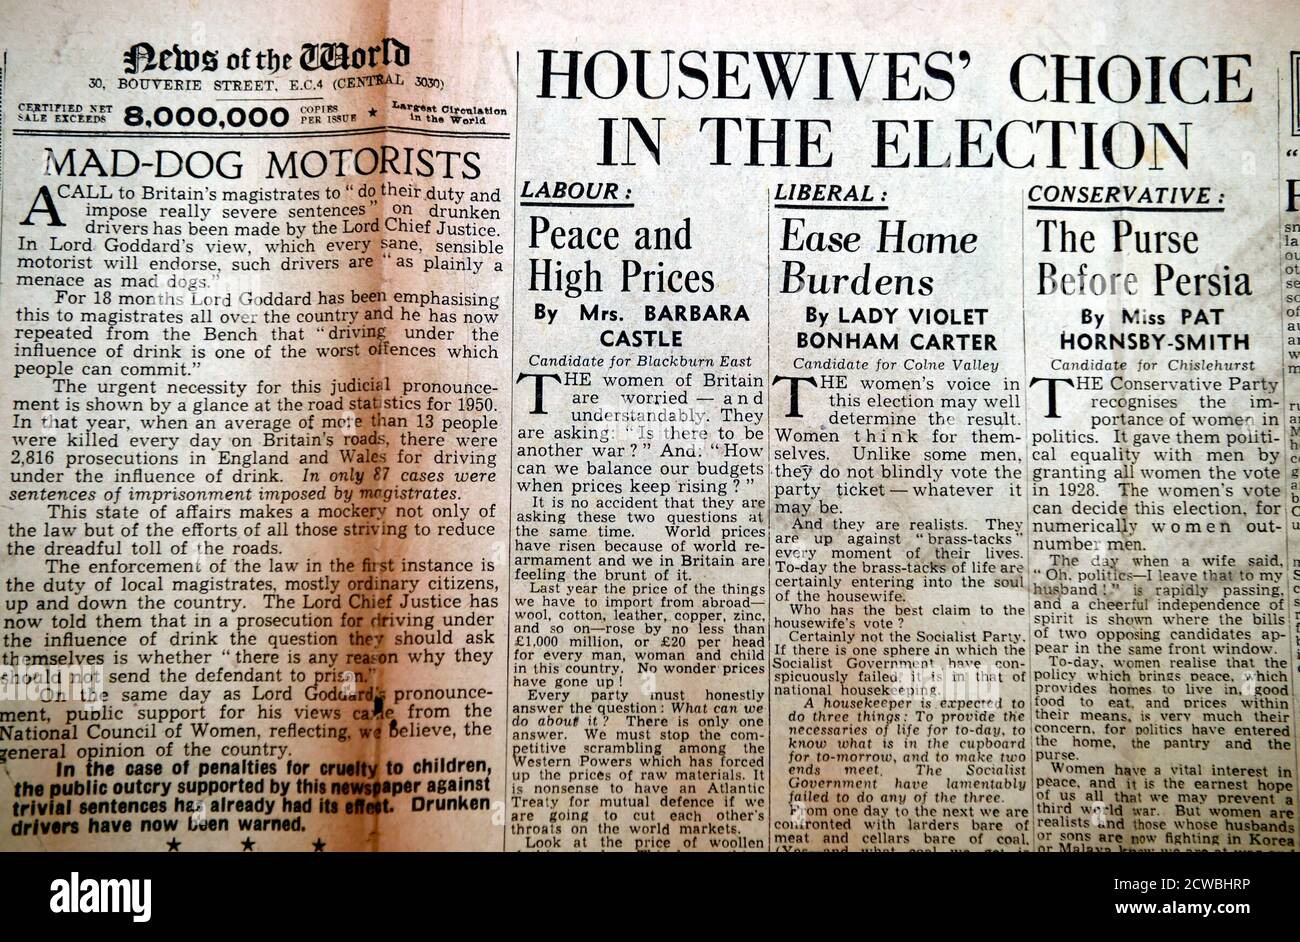 News of the World
30, BOUVERIE STREET, E.C.4 (CENTRAL 3030)
CERTIFIED NET
SALE EXCEEDS 8,000,000 COPIES
PER ISSUE ★ Largest Circulation
in the World
MAD-DOG MOTORISTS
A CALL to Britain's magistrates to "do their duty and
impose really severe sentences" on drunken
drivers has been made by the Lord Chief Justice.
In Lord Goddard's view, which every sane, sensible
motorist will endorse, such drivers are "as plainly a
menace as mad dogs."
For 18 months Lord Goddard has been emphasising
this to magistrates all over the country and he has now
repeated from the Bench that "driving under the
influence of drink is one of the worst offences which
people can commit."
The urgent necessity for this judicial pronounce-
ment is shown by a glance at the road statistics for 1950.
In that year, when an average of more than 13 people
were killed every day on Britain's roads, there were
2,816 prosecutions in England and Wales for driving
under the influence of drink. In only 87 cases were
sentences of imprisonment imposed by magistrates.
This state of affairs makes a mockery not only of
the law but of the efforts of all those striving to reduce
the dreadful toll of the roads.
The enforcement of the law in the first instance is
the duty of local magistrates, mostly ordinary citizens,
up and down the country. The Lord Chief Justice has
now told them that in a prosecution for driving under
the influence of drink the question they should ask
themselves is whether "there is any reason why they
should not send the defendant to prison."
On the same day as Lord Goddard's pronounce-
ment, public support for his views came from the
National Council of Women, reflecting, we believe, the
general opinion of the country.
In the case of penalties for cruelty to children,
the public outcry supported by this newspaper against
trivial sentences has already had its effect. Drunken
drivers have now been warned.
★ ★ ★
HOUSEWIVES' CHOICE
IN THE ELECTION
LABOUR:
Peace and
High Prices
By Mrs. BARBARA
CASTLE
Candidate for Blackburn East
THE women of Britain
are worried — and
understandably. They
are asking: "Is there to be
another war?" And: "How
can we balance our budgets
when prices keep rising?"
It is no accident that they are
asking these two questions at
the same time. World prices
have risen because of world re-
armament and we in Britain are
feeling the brunt of it.
Last year the price of the things
we have to import from abroad—
wool, cotton, leather, copper, zinc,
and so on—rose by no less than
£1,000 million, or £20 per head
for every man, woman and child
in this country. No wonder prices
have gone up!
Every party must honestly
answer the question: What can we
do about it? There is only one
answer. We must stop the com-
petitive scrambling among the
Western Powers which has forced
up the prices of raw materials. It
is nonsense to have an Atlantic
Treaty for mutual defence if we
are going to cut each other's
throats on the world markets.
Look at the price of woollen
LIBERAL:
Ease Home
Burdens
By LADY VIOLET
BONHAM CARTER
Candidate for Colne Valley
THE women's voice in
this election may well
determine the result.
Women think for them-
selves. Unlike some men,
they do not blindly vote the
party ticket—whatever it
may be.
And they are realists. They
are up against "brass-tacks"
every moment of their lives.
To-day the brass-tacks of life are
certainly entering into the soul
of the housewife.
Who has the best claim to the
housewife's vote?
Certainly not the Socialist Party.
If there is one sphere in which the
Socialist Government have con-
spicuously failed, it is in that of
national housekeeping.
A housekeeper is expected to
do three things: To provide the
necessaries of life for to-day, to
know what is in the cupboard
for to-morrow, and to make two
ends meet. The Socialist
Government have lamentably
failed to do any of the three.
From one day to the next we are
confronted with larders bare of
meat and cellars bare of coal.
CONSERVATIVE:
The Purse
Before Persia
By Miss PAT
HORNSBY-SMITH
Candidate for Chislehurst
THE Conservative Party
recognises the im-
portance of women in
politics. It gave them politi-
cal equality with men by
granting all women the vote
in 1928. The women's vote
can decide this election, for
numerically women out-
number men.
The day when a wife said,
"Oh, politics—I leave that to my
husband!" is rapidly passing,
and a cheerful independence of
spirit is shown where the bills
of two opposing candidates ap-
pear in the same front window.
To-day, women realise that the
policy which brings peace, which
provides homes to live in, good
food to eat, and prices within
their means, is very much their
concern, for politics have entered
the home, the pantry and the
purse.
Women have a vital interest in
peace, and it is the earnest hope
of us all that we may prevent a
third world war. But women are
realists and those whose husbands
or sons are now fighting in Korea
alamy
Image ID: 2CWBHRP
www.alamy.com